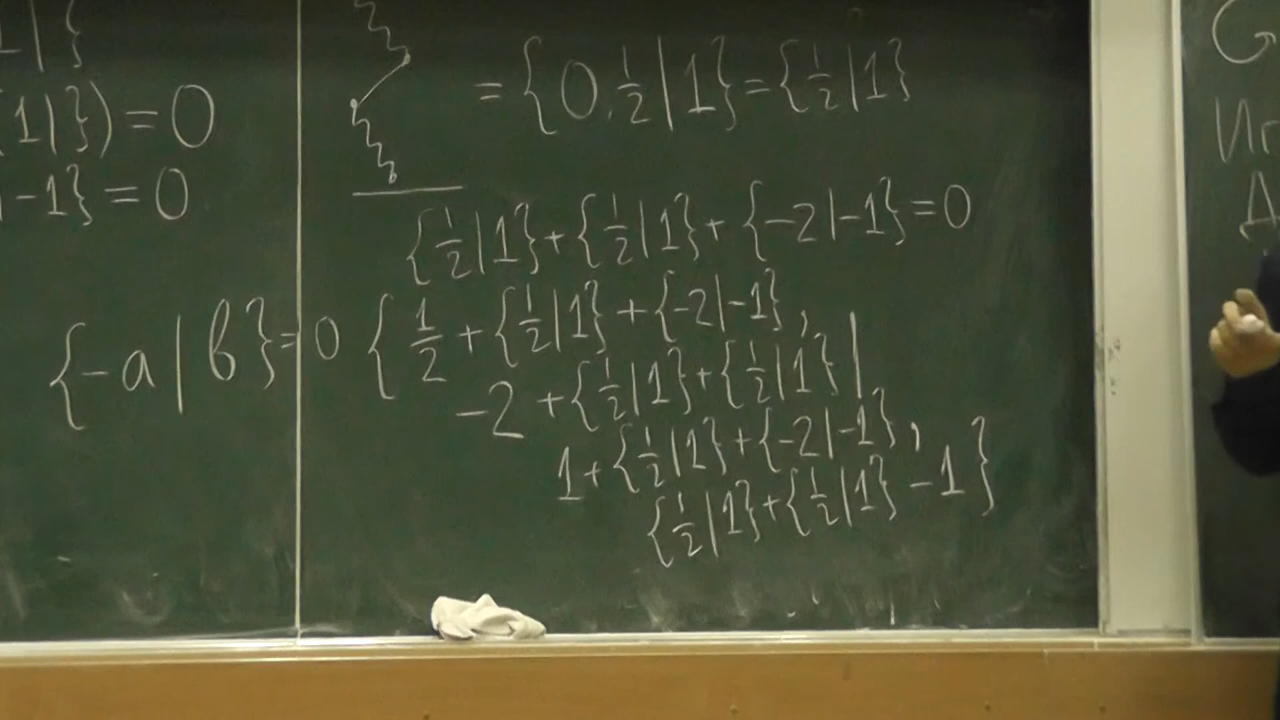 1|}
{1|}) = 0
|-1} = 0
{-a|b} = 0
= {0, 1/2 | 1} = {1/2 | 1}
{1/2 | 1} + {1/2 | 1} + {-2 | -1} = 0
{1/2 + {1/2 | 1} + {-2 | -1},
-2 + {1/2 | 1} + {1/2 | 1} |
1 + {1/2 | 1} + {-2 | -1},
{1/2 | 1} + {1/2 | 1} - 1}